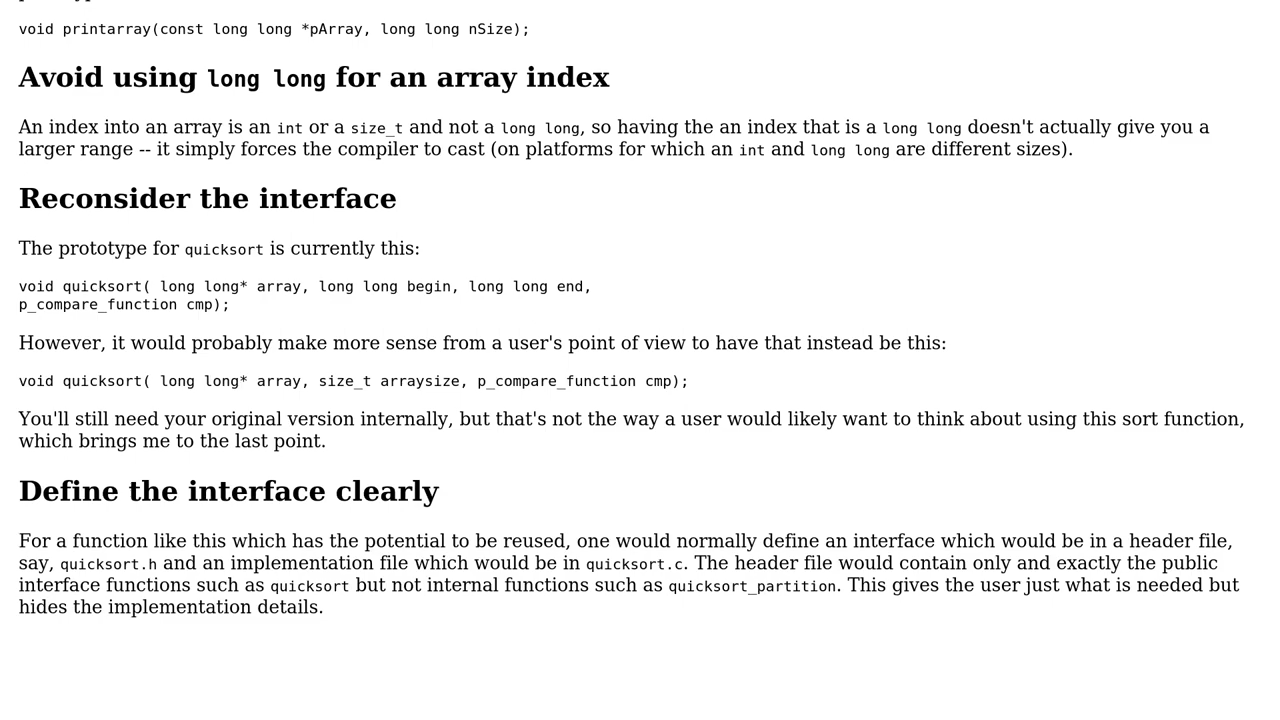 void printarray(const long long *pArray, long long nSize);
Avoid using long long for an array index
An index into an array is an int or a size_t and not a long long, so having the an index that is a long long doesn't actually give you a
larger range -- it simply forces the compiler to cast (on platforms for which an int and long long are different sizes).
Reconsider the interface
The prototype for quicksort is currently this:
void quicksort( long long* array, long long begin, long long end,
p_compare_function cmp);
However, it would probably make more sense from a user's point of view to have that instead be this:
void quicksort( long long* array, size_t arraysize, p_compare_function cmp);
You'll still need your original version internally, but that's not the way a user would likely want to think about using this sort function,
which brings me to the last point.
Define the interface clearly
For a function like this which has the potential to be reused, one would normally define an interface which would be in a header file,
say, quicksort.h and an implementation file which would be in quicksort.c. The header file would contain only and exactly the public
interface functions such as quicksort but not internal functions such as quicksort_partition. This gives the user just what is needed but
hides the implementation details.